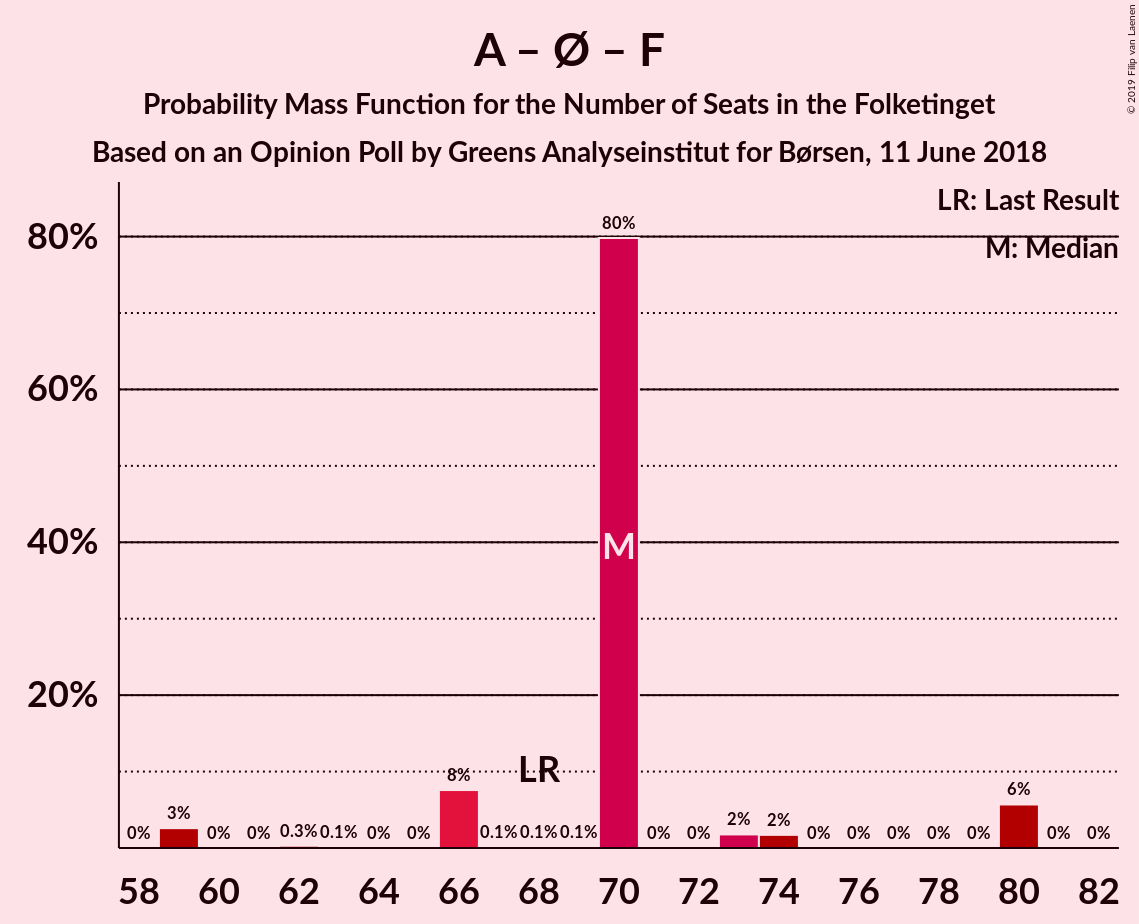 A – Ø – F
Probability Mass Function for the Number of Seats in the Folketinget
Based on an Opinion Poll by Greens Analyseinstitut for Børsen, 11 June 2018
© 2019 Filip van Laenen
LR: Last Result
M: Median
80%
60%
40%
20%
0% 3% 0% 0% 0.3% 0.1% 0% 0% 8% 0.1% 0.1% 0.1% 80% 0% 0% 2% 2% 0% 0% 0% 0% 0% 6% 0% 0%
LR
M
58 60 62 64 66 68 70 72 74 76 78 80 82